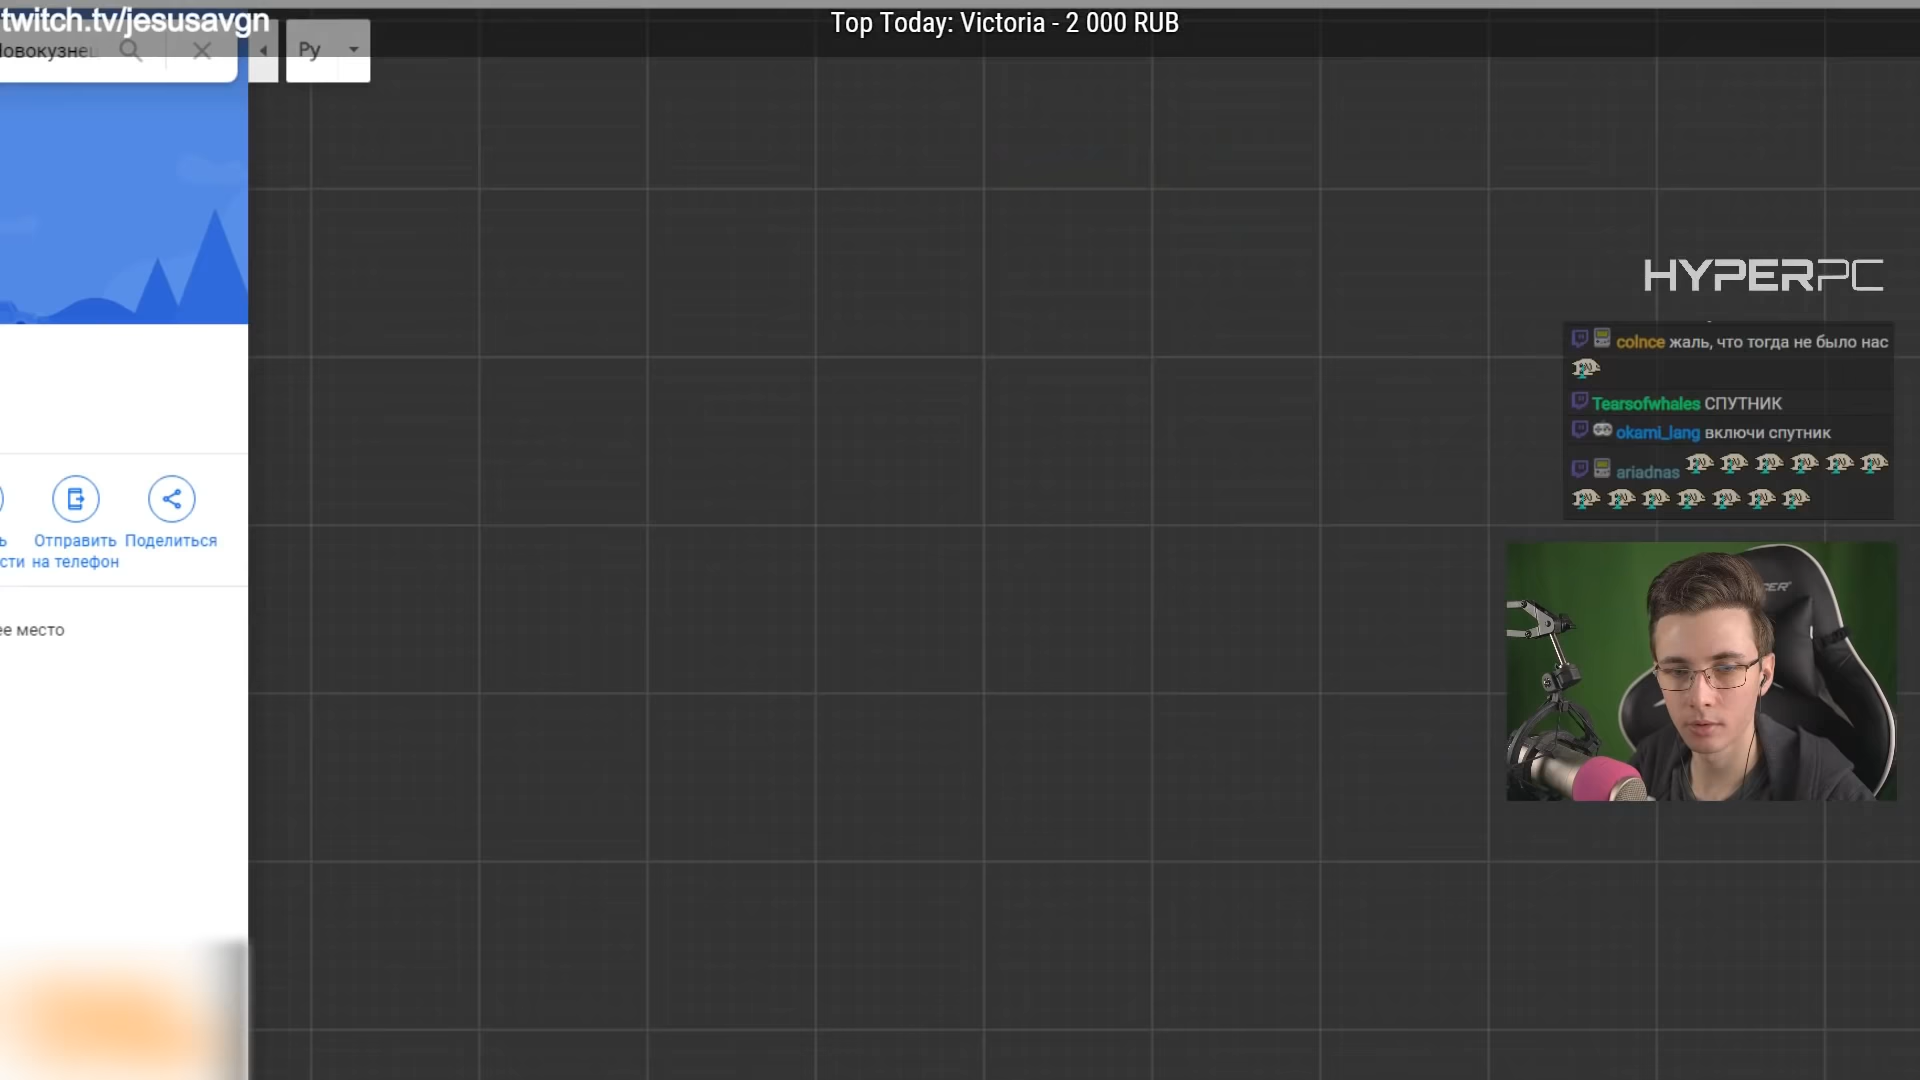 twitch.tv/jesusavgn
Top Today: Victoria - 2 000 RUB
Ру
HYPERPC
colnce жаль, что тогда не было нас
Tearsofwhales СПУТНИК
okami_lang включи спутник
ariadnas
Отправить
на телефон
Поделиться
место